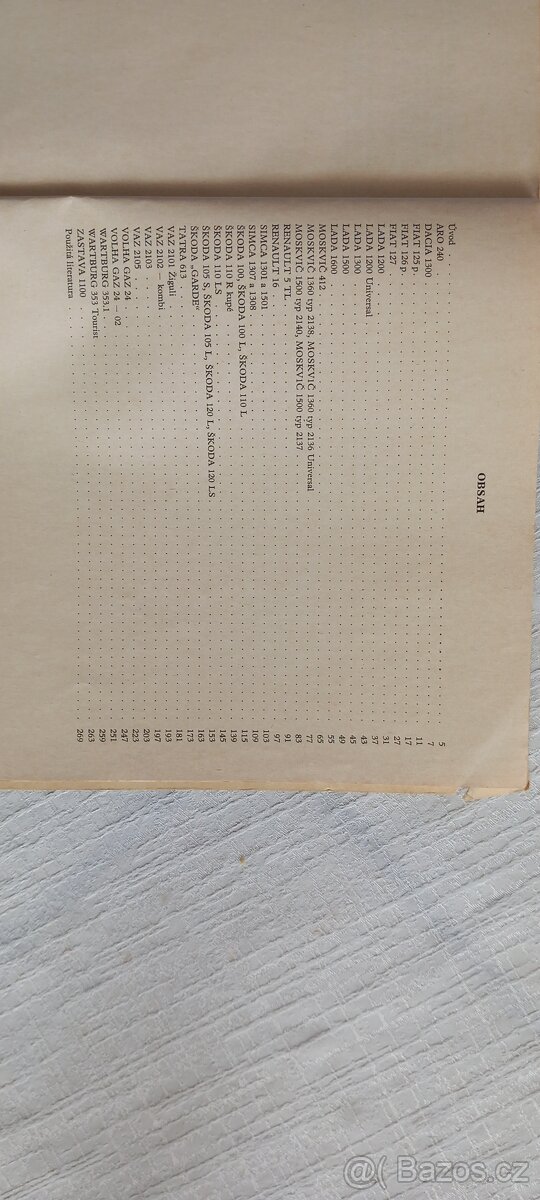 OBSAH
Úvod . . . 5
ARO 240 . . . 7
DACIA 1300 . . . 11
FIAT 125 p. . . . 17
FIAT 126 p. . . . 27
FIAT 127 . . . 31
LADA 1200 . . . 37
LADA 1200 Universal . . . 43
LADA 1300 . . . 45
LADA 1500 . . . 49
LADA 1600 . . . 55
MOSKVIČ 412 . . . 65
MOSKVIČ 1360 typ 2138, MOSKVIČ 1360 typ 2136 Universal . . . 77
MOSKVIČ 1500 typ 2140, MOSKVIČ 1500 typ 2137 . . . 83
RENAULT 5 TL . . . 91
RENAULT 16 . . . 97
SIMCA 1301 a 1501 . . . 103
SIMCA 1307 a 1308 . . . 109
ŠKODA 100, ŠKODA 100 L, ŠKODA 110 L . . . 115
ŠKODA 110 R kupé . . . 139
ŠKODA 110 LS . . . 145
ŠKODA 105 S, ŠKODA 105 L, ŠKODA 120 L, ŠKODA 120 LS . . . 153
ŠKODA „GARDE“ . . . 163
TATRA 613 . . . 173
VAZ 2101 Žiguli . . . 181
VAZ 2102 — kombi . . . 193
VAZ 2103 . . . 197
VAZ 2105 . . . 203
VOLHA GAZ 24 . . . 223
VOLHA GAZ 24 — 02 . . . 247
WARTBURG 353,1 . . . 251
WARTBURG 353 Tourist . . . 259
ZASTAVA 1100 . . . 263
Použitá literatura . . . 269
@ Bazos.cz